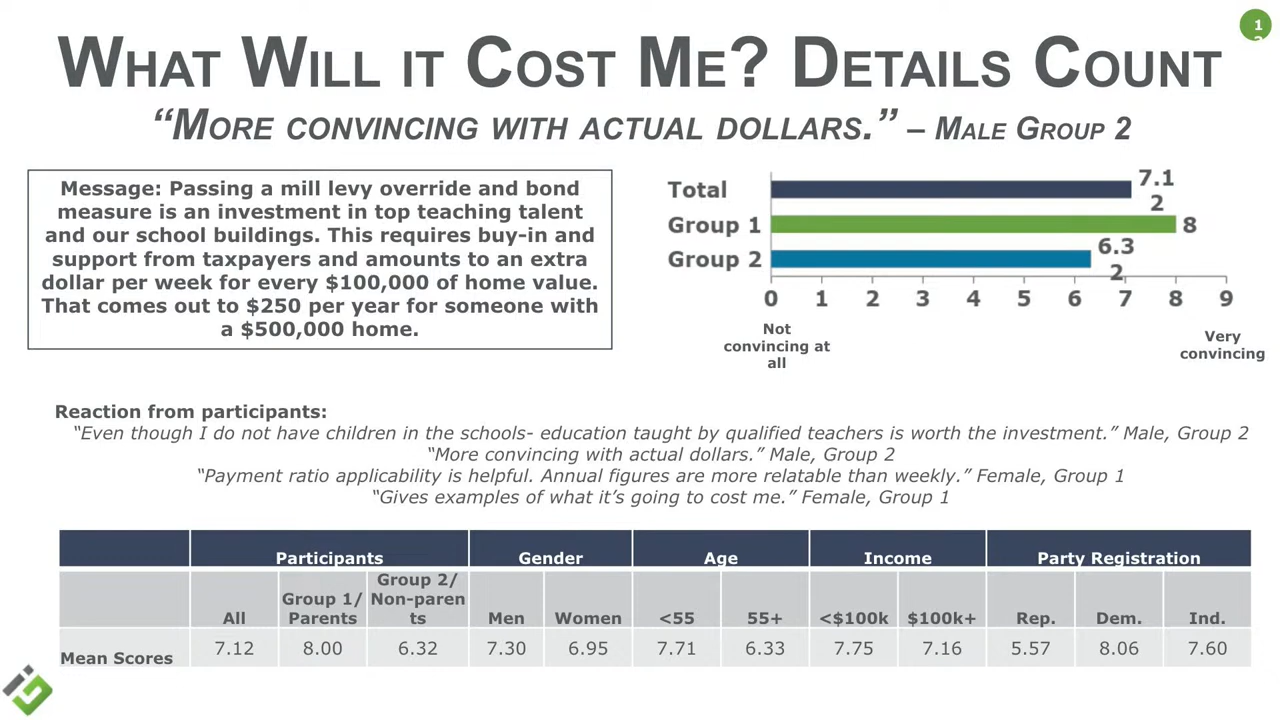 1
What Will it Cost Me? Details Count
“More convincing with actual dollars.” – Male Group 2
Message: Passing a mill levy override and bond
measure is an investment in top teaching talent
and our school buildings. This requires buy-in and
support from taxpayers and amounts to an extra
dollar per week for every $100,000 of home value.
That comes out to $250 per year for someone with
a $500,000 home.
Total 7.1
2
Group 1 8
Group 2 6.3
2
0 1 2 3 4 5 6 7 8 9
Not
convincing at
all
Very
convincing
Reaction from participants:
“Even though I do not have children in the schools- education taught by qualified teachers is worth the investment.” Male, Group 2
“More convincing with actual dollars.” Male, Group 2
“Payment ratio applicability is helpful. Annual figures are more relatable than weekly.” Female, Group 1
“Gives examples of what it’s going to cost me.” Female, Group 1
Participants Gender Age Income Party Registration
All Group 1/
Parents Group 2/
Non-paren
ts Men Women <55 55+ <$100k $100k+ Rep. Dem. Ind.
Mean Scores 7.12 8.00 6.32 7.30 6.95 7.71 6.33 7.75 7.16 5.57 8.06 7.60